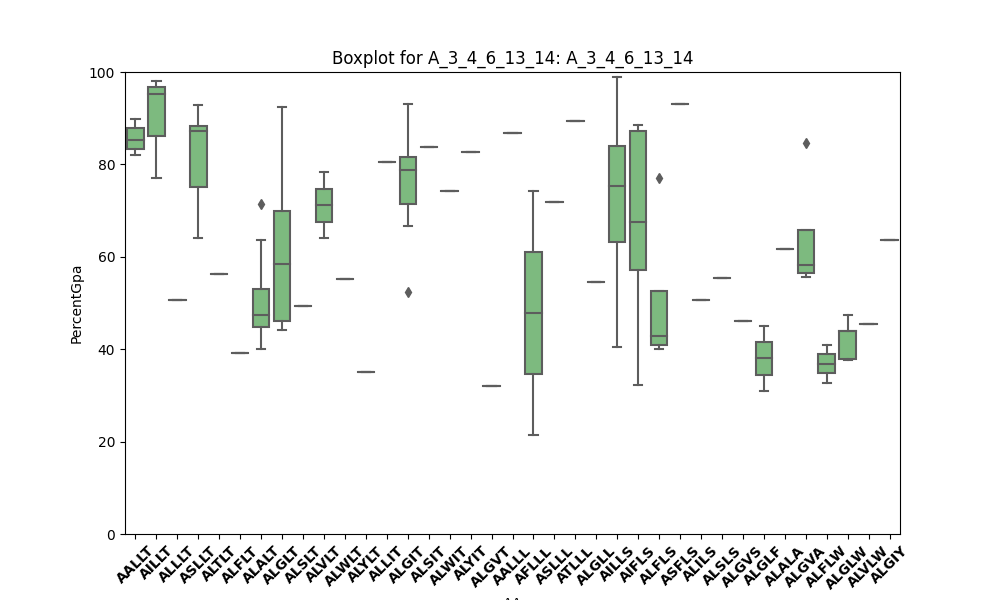 Boxplot for A_3_4_6_13_14: A_3_4_6_13_14
PercentGpa
100
80
60
40
20
0
AALLT
AILLT
ALLLT
ASLLT
ALTLT
ALFLT
ALALT
ALGLT
ALSLT
ALVLT
ALWLT
ALYLT
ALLIT
ALGIT
ALSIT
ALWIT
ALYIT
ALGVT
AALLL
AFLLL
ASLLL
ATLLL
ALGLL
AILLS
AIFLS
ALFLS
ASFLS
ALILS
ALSLS
ALGVS
ALGLF
ALALA
ALGVA
ALFLW
ALGLW
ALVLW
ALGIY